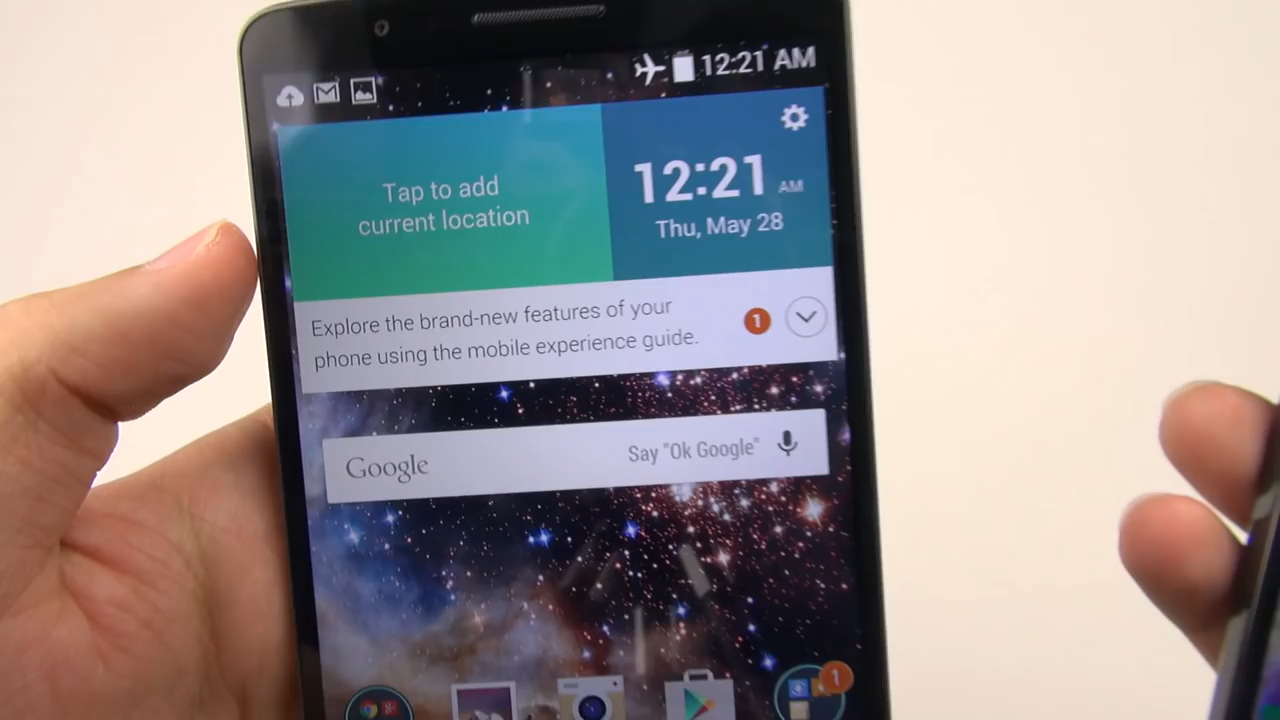 12:21 AM
Tap to add
current location
12:21 AM
Thu, May 28
Explore the brand-new features of your
phone using the mobile experience guide.
1
Google
Say "Ok Google"
1